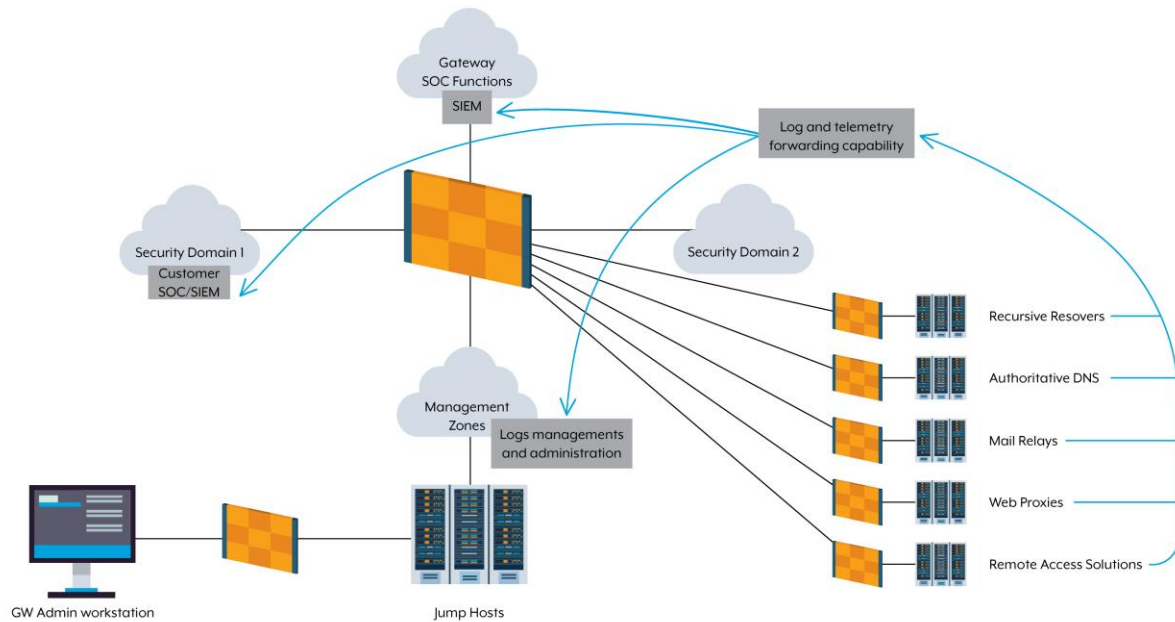 Gateway
SOC Functions
SIEM
Log and telemetry
forwarding capability
Security Domain 1
Customer
SOC/SIEM
Security Domain 2
Recursive Resovers
Authoritative DNS
Management
Zones
Logs managements
and administration
Mail Relays
Web Proxies
Remote Access Solutions
GW Admin workstation
Jump Hosts